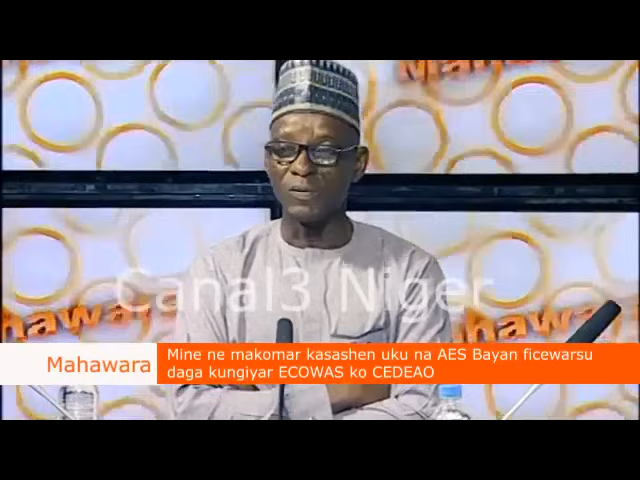 Mahawara
Canal3 Niger
Mahawara
Mine ne makomar kasashen uku na AES Bayan ficewarsu
daga kungiyar ECOWAS ko CEDEAO